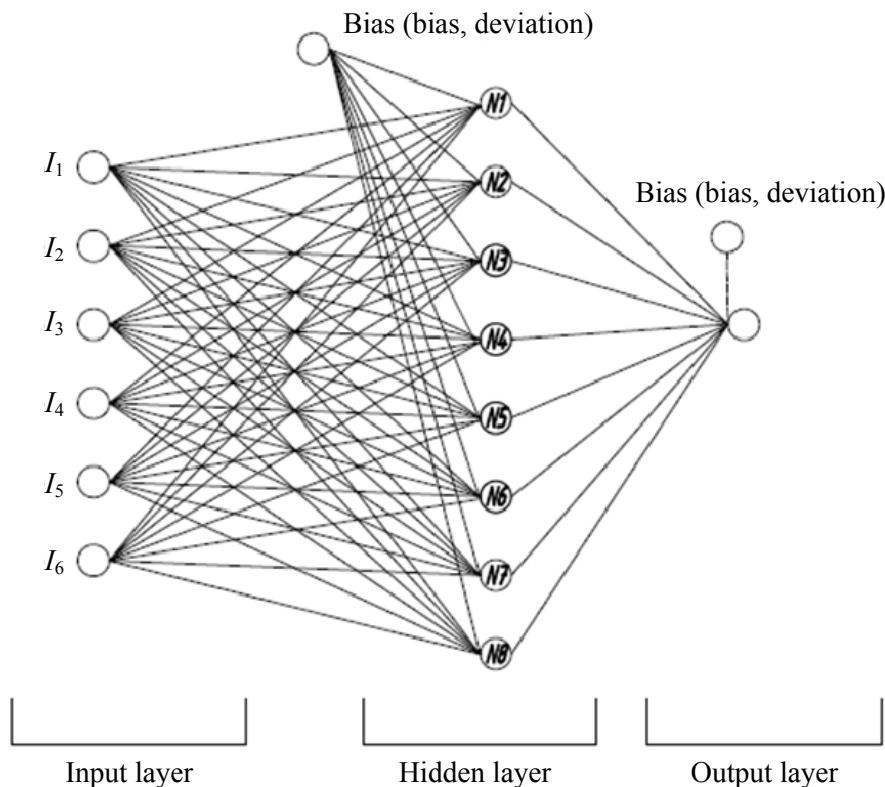 Bias (bias, deviation)
N1
I1
N2
Bias (bias, deviation)
I2
N3
I3
N4
I4
N5
I5
N6
I6
N7
N8
Input layer
Hidden layer
Output layer